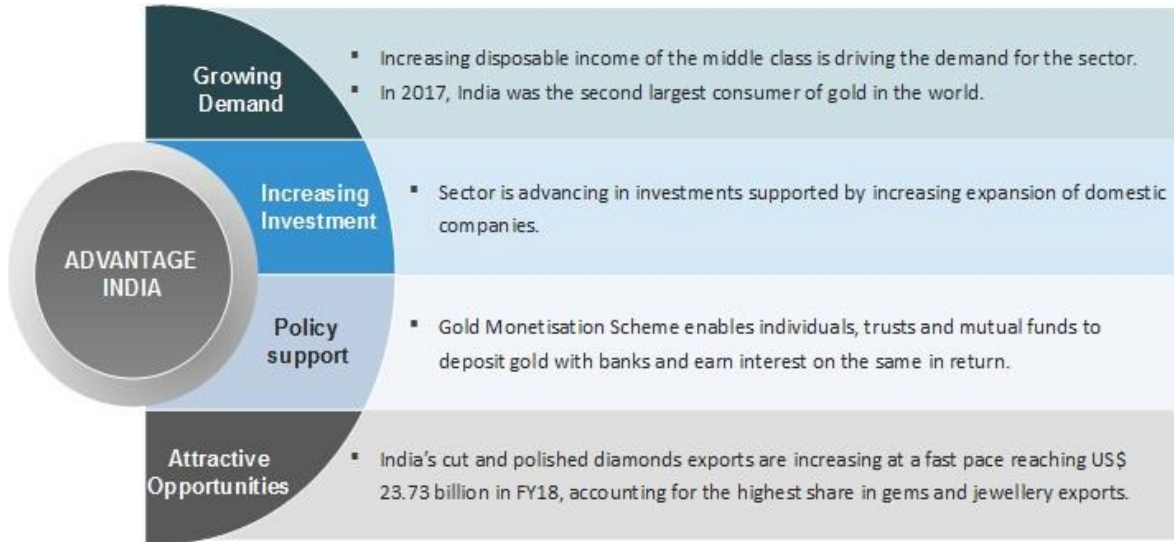 ADVANTAGE
INDIA
Growing
Demand
▪ Increasing disposable income of the middle class is driving the demand for the sector.
▪ In 2017, India was the second largest consumer of gold in the world.
Increasing
Investment
▪ Sector is advancing in investments supported by increasing expansion of domestic
companies.
Policy
support
▪ Gold Monetisation Scheme enables individuals, trusts and mutual funds to
deposit gold with banks and earn interest on the same in return.
Attractive
Opportunities
▪ India’s cut and polished diamonds exports are increasing at a fast pace reaching US$
23.73 billion in FY18, accounting for the highest share in gems and jewellery exports.